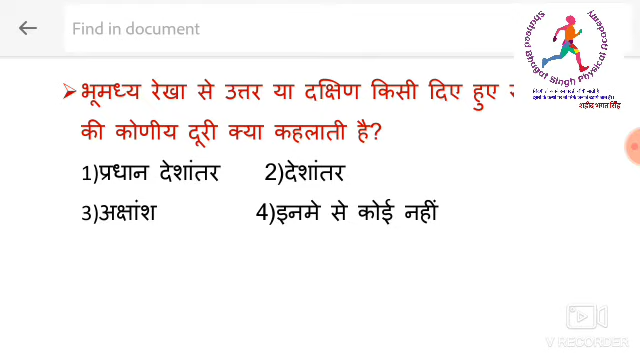 Find in document
Shaheed Bhagat Singh Physical Academy
शहीद भगत सिंह
भूमध्य रेखा से उत्तर या दक्षिण किसी दिए हुए
की कोणीय दूरी क्या कहलाती है?
1)प्रधान देशांतर 2)देशांतर
3)अक्षांश 4)इनमे से कोई नहीं
V RECORDER